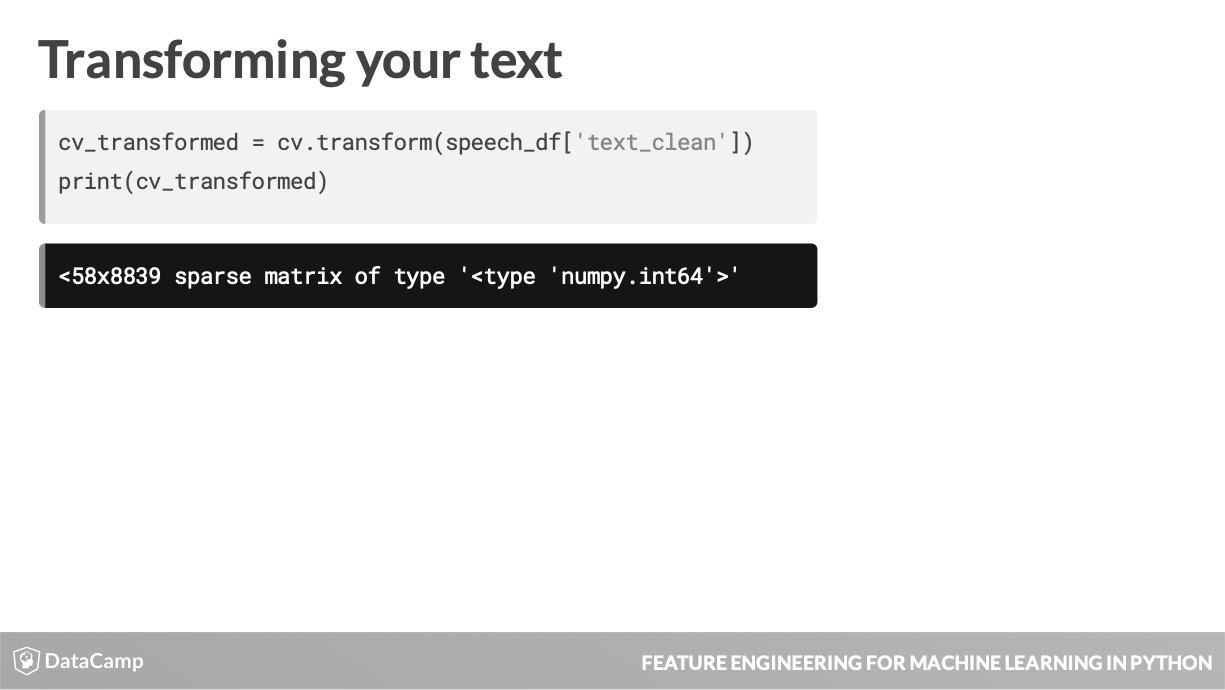 Transforming your text
cv_transformed = cv.transform(speech_df['text_clean'])
print(cv_transformed)
<58x8839 sparse matrix of type '<type 'numpy.int64'>'
DataCamp
FEATURE ENGINEERING FOR MACHINE LEARNING IN PYTHON